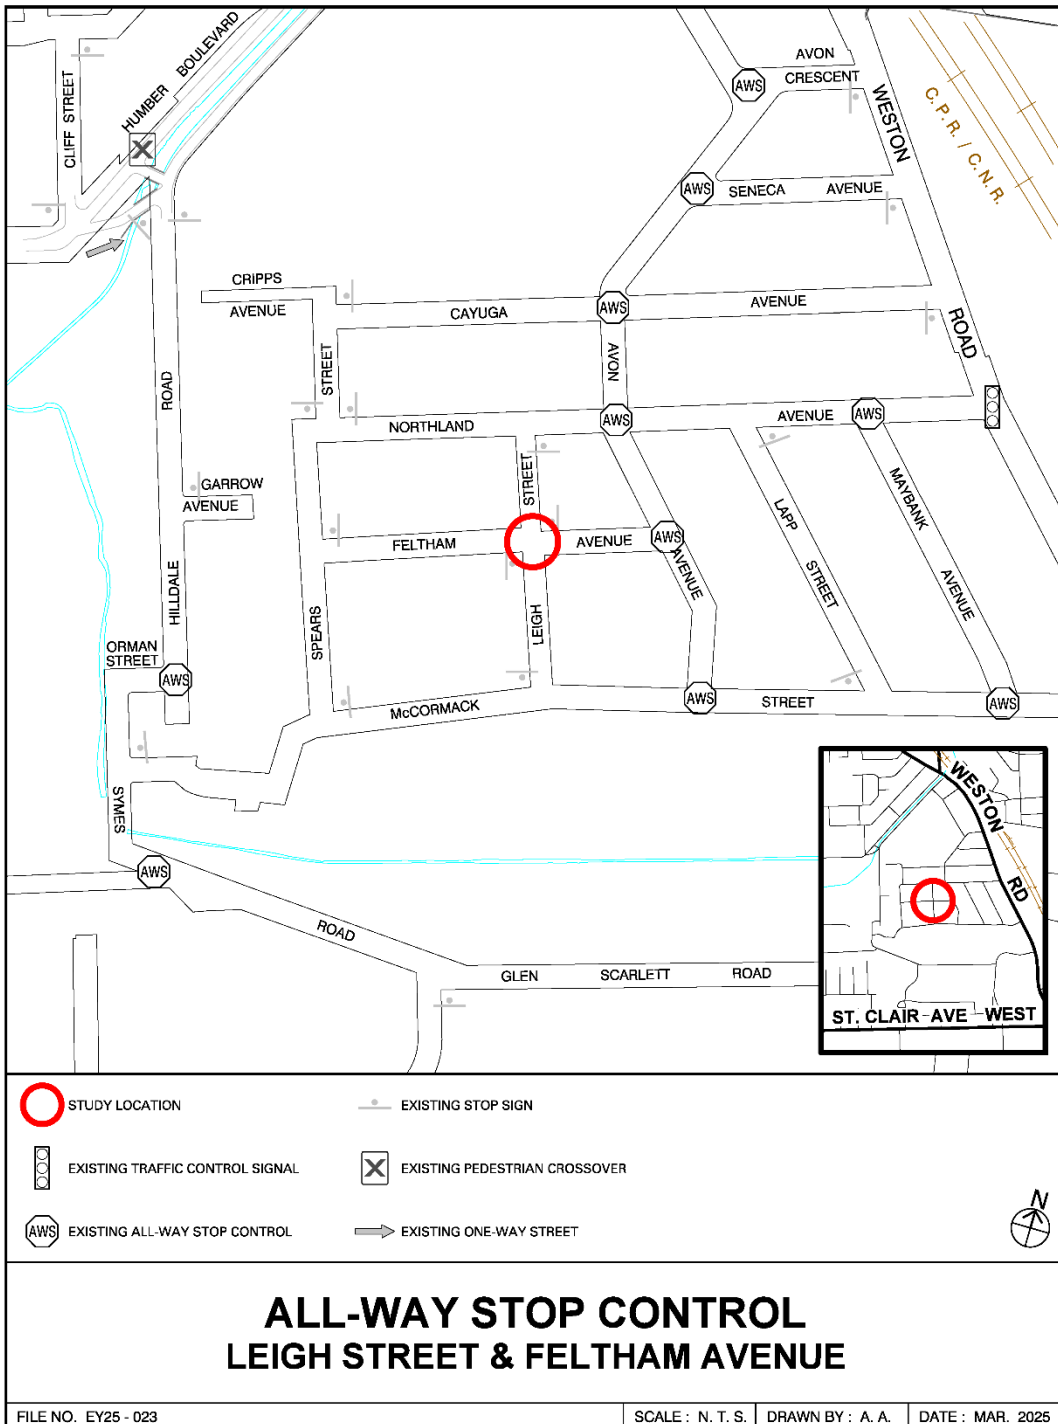 AVON
CRESCENT
WESTON
ROAD
C.P.R. / C.N.R.
HUMBER BOULEVARD
CLIFF STREET
X
AWS
AWS
SENECA AVENUE
CRIPPS
AVENUE
CAYUGA
AWS
AVENUE
ROAD
STREET
AVON
NORTHLAND
AWS
AVENUE
AWS
GARROW
AVENUE
STREET
FELTHAM
AVENUE
AWS
AVENUE
LAPP
STREET
MAYBANK
AVENUE
HILLDALE
SPEARS
LEIGH
ORMAN
STREET
AWS
McCORMACK
AWS
STREET
AWS
SYMES
AWS
ROAD
GLEN SCARLETT ROAD
WESTON
RD
ST. CLAIR AVE WEST
STUDY LOCATION
EXISTING STOP SIGN
EXISTING TRAFFIC CONTROL SIGNAL
X
EXISTING PEDESTRIAN CROSSOVER
AWS
EXISTING ALL-WAY STOP CONTROL
EXISTING ONE-WAY STREET
N
ALL-WAY STOP CONTROL
LEIGH STREET & FELTHAM AVENUE
FILE NO. EY25 - 023
SCALE : N. T. S.
DRAWN BY : A. A.
DATE : MAR. 2025